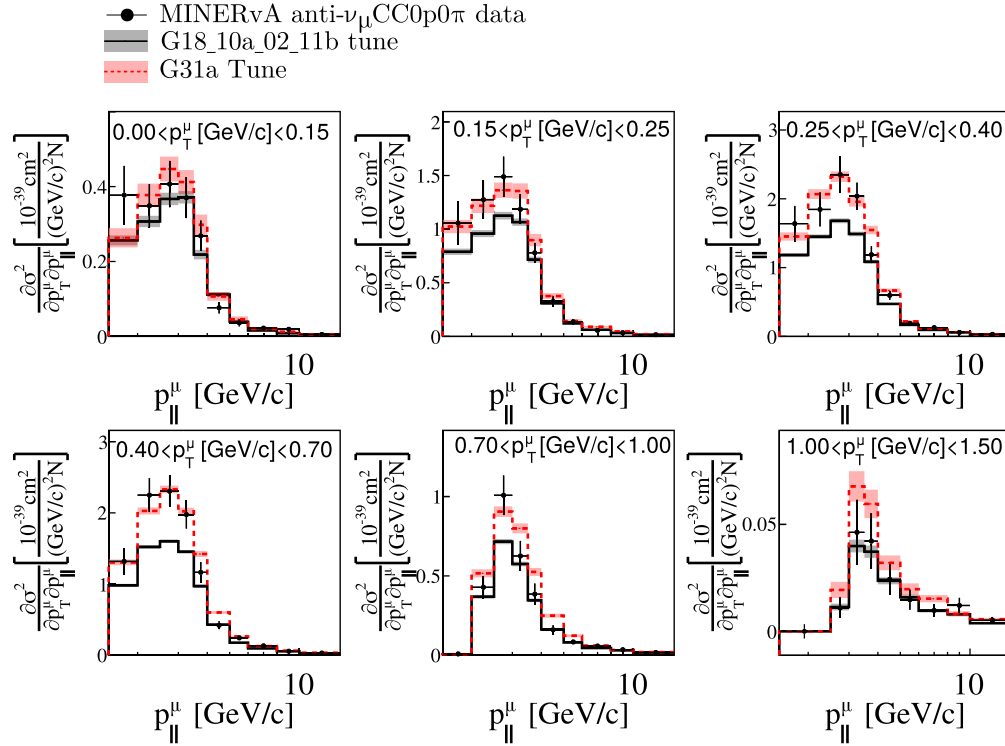 MINERvA anti-ν_μCC0p0π data
G18_10a_02_11b tune
G31a Tune
0.00<p_T^μ [GeV/c]<0.15
∂σ² / ∂p_T^μ ∂p_∥^μ [10⁻³⁹ cm² / (GeV/c)²N]
0.4
0.2
0
10
p_∥^μ [GeV/c]
0.15<p_T^μ [GeV/c]<0.25
∂σ² / ∂p_T^μ ∂p_∥^μ [10⁻³⁹ cm² / (GeV/c)²N]
2
1.5
1
0.5
0
10
p_∥^μ [GeV/c]
0.25<p_T^μ [GeV/c]<0.40
∂σ² / ∂p_T^μ ∂p_∥^μ [10⁻³⁹ cm² / (GeV/c)²N]
3
2
1
0
10
p_∥^μ [GeV/c]
0.40<p_T^μ [GeV/c]<0.70
∂σ² / ∂p_T^μ ∂p_∥^μ [10⁻³⁹ cm² / (GeV/c)²N]
3
2
1
0
10
p_∥^μ [GeV/c]
0.70<p_T^μ [GeV/c]<1.00
∂σ² / ∂p_T^μ ∂p_∥^μ [10⁻³⁹ cm² / (GeV/c)²N]
1
0.5
0
10
p_∥^μ [GeV/c]
1.00<p_T^μ [GeV/c]<1.50
∂σ² / ∂p_T^μ ∂p_∥^μ [10⁻³⁹ cm² / (GeV/c)²N]
0.05
0
10
p_∥^μ [GeV/c]